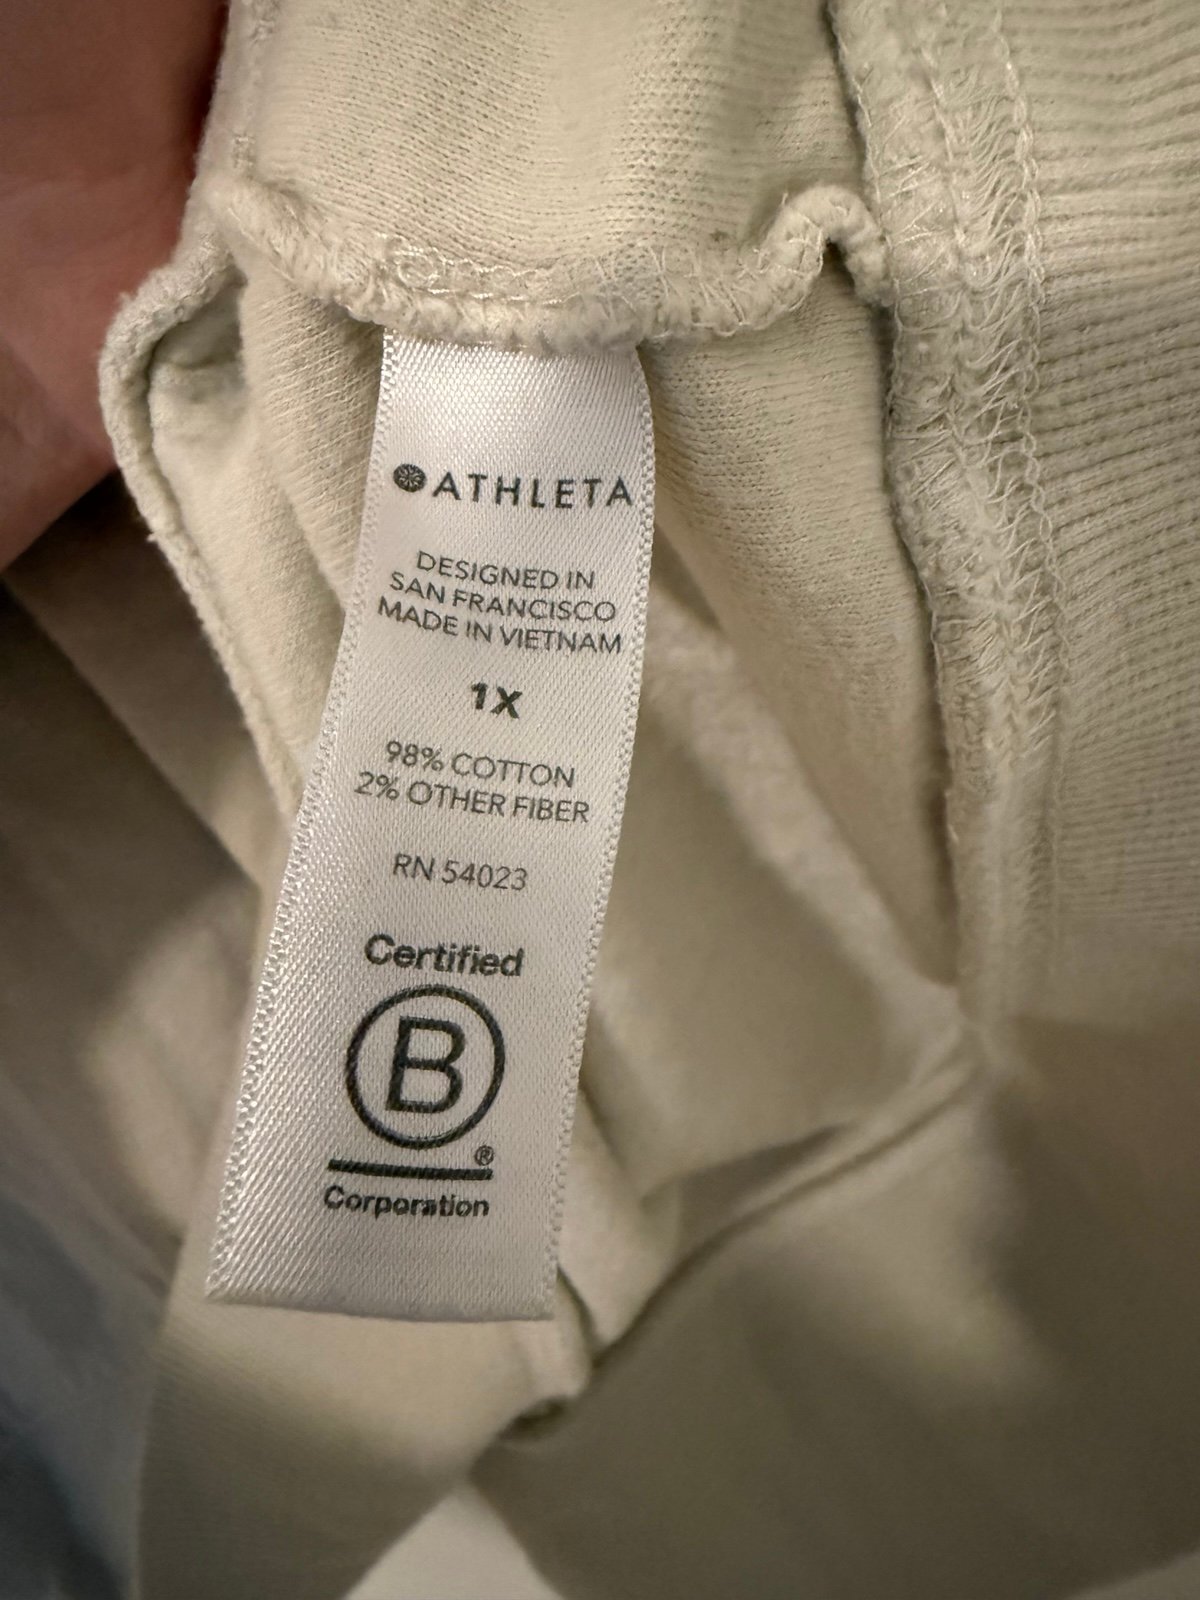 ATHLETA
DESIGNED IN
SAN FRANCISCO
MADE IN VIETNAM
1X
98% COTTON
2% OTHER FIBER
RN 54023
Certified
B
®
Corporation